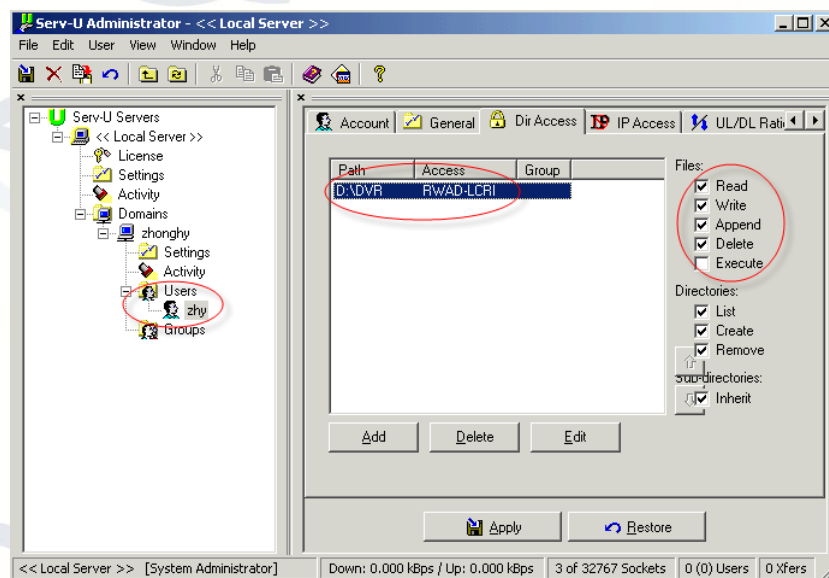 Serv-U Administrator - << Local Server >>
File Edit User View Window Help
Serv-U Servers
<< Local Server >>
License
Settings
Activity
Domains
zhonghy
Settings
Activity
Users
zhy
Groups
Account General Dir Access IP Access UL/DL Rati
Path Access Group
D:\DVR RWAD-LCRI
Files:
Read
Write
Append
Delete
Execute
Directories:
List
Create
Remove
Sub-directories:
Inherit
Add Delete Edit
Apply Restore
<< Local Server >> [System Administrator] Down: 0.000 kBps / Up: 0.000 kBps 3 of 32767 Sockets 0 (0) Users 0 Xfers